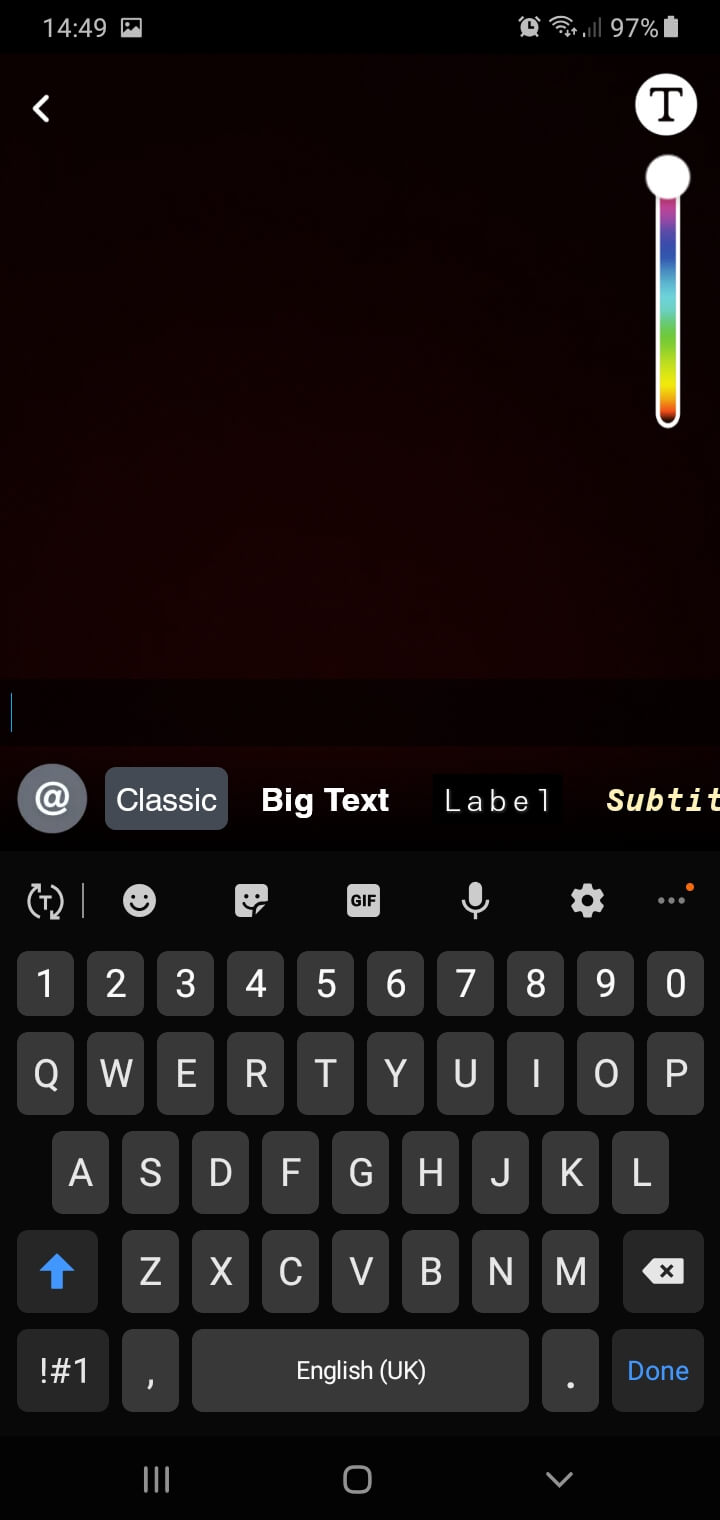 14:49 97%
T
@ Classic Big Text Label Subtit
T GIF
1 2 3 4 5 6 7 8 9 0
Q W E R T Y U I O P
A S D F G H J K L
Z X C V B N M
!#1 , English (UK) . Done